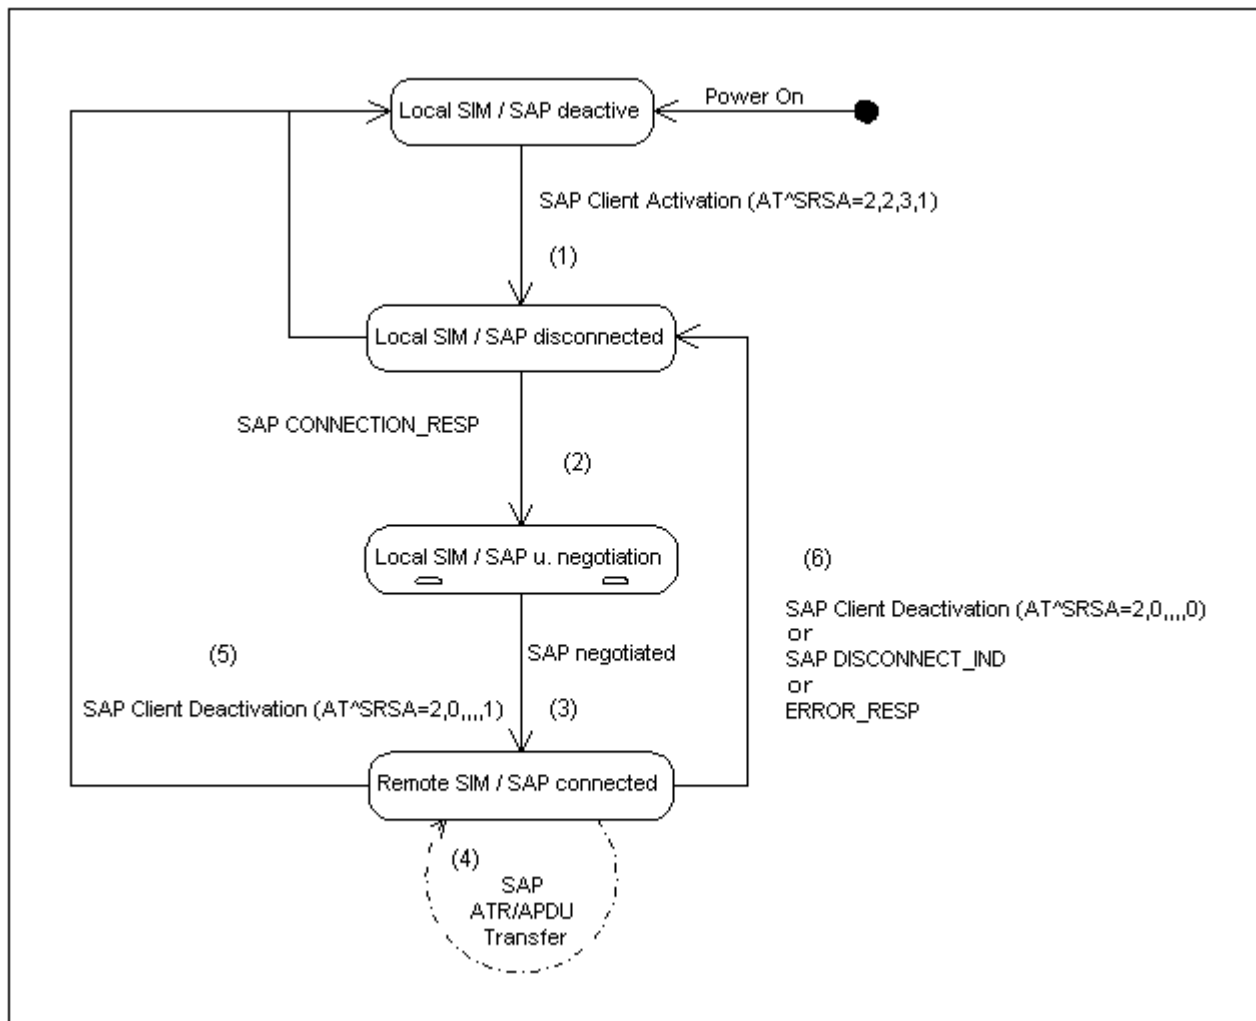 Power On
Local SIM / SAP deactive
SAP Client Activation (AT^SRSA=2,2,3,1)
(1)
Local SIM / SAP disconnected
SAP CONNECTION_RESP
(2)
Local SIM / SAP u. negotiation
(6)
SAP Client Deactivation (AT^SRSA=2,0,,,,0)
or
SAP DISCONNECT_IND
or
ERROR_RESP
SAP negotiated
(5)
SAP Client Deactivation (AT^SRSA=2,0,,,,1)
(3)
Remote SIM / SAP connected
(4)
SAP
ATR/APDU
Transfer